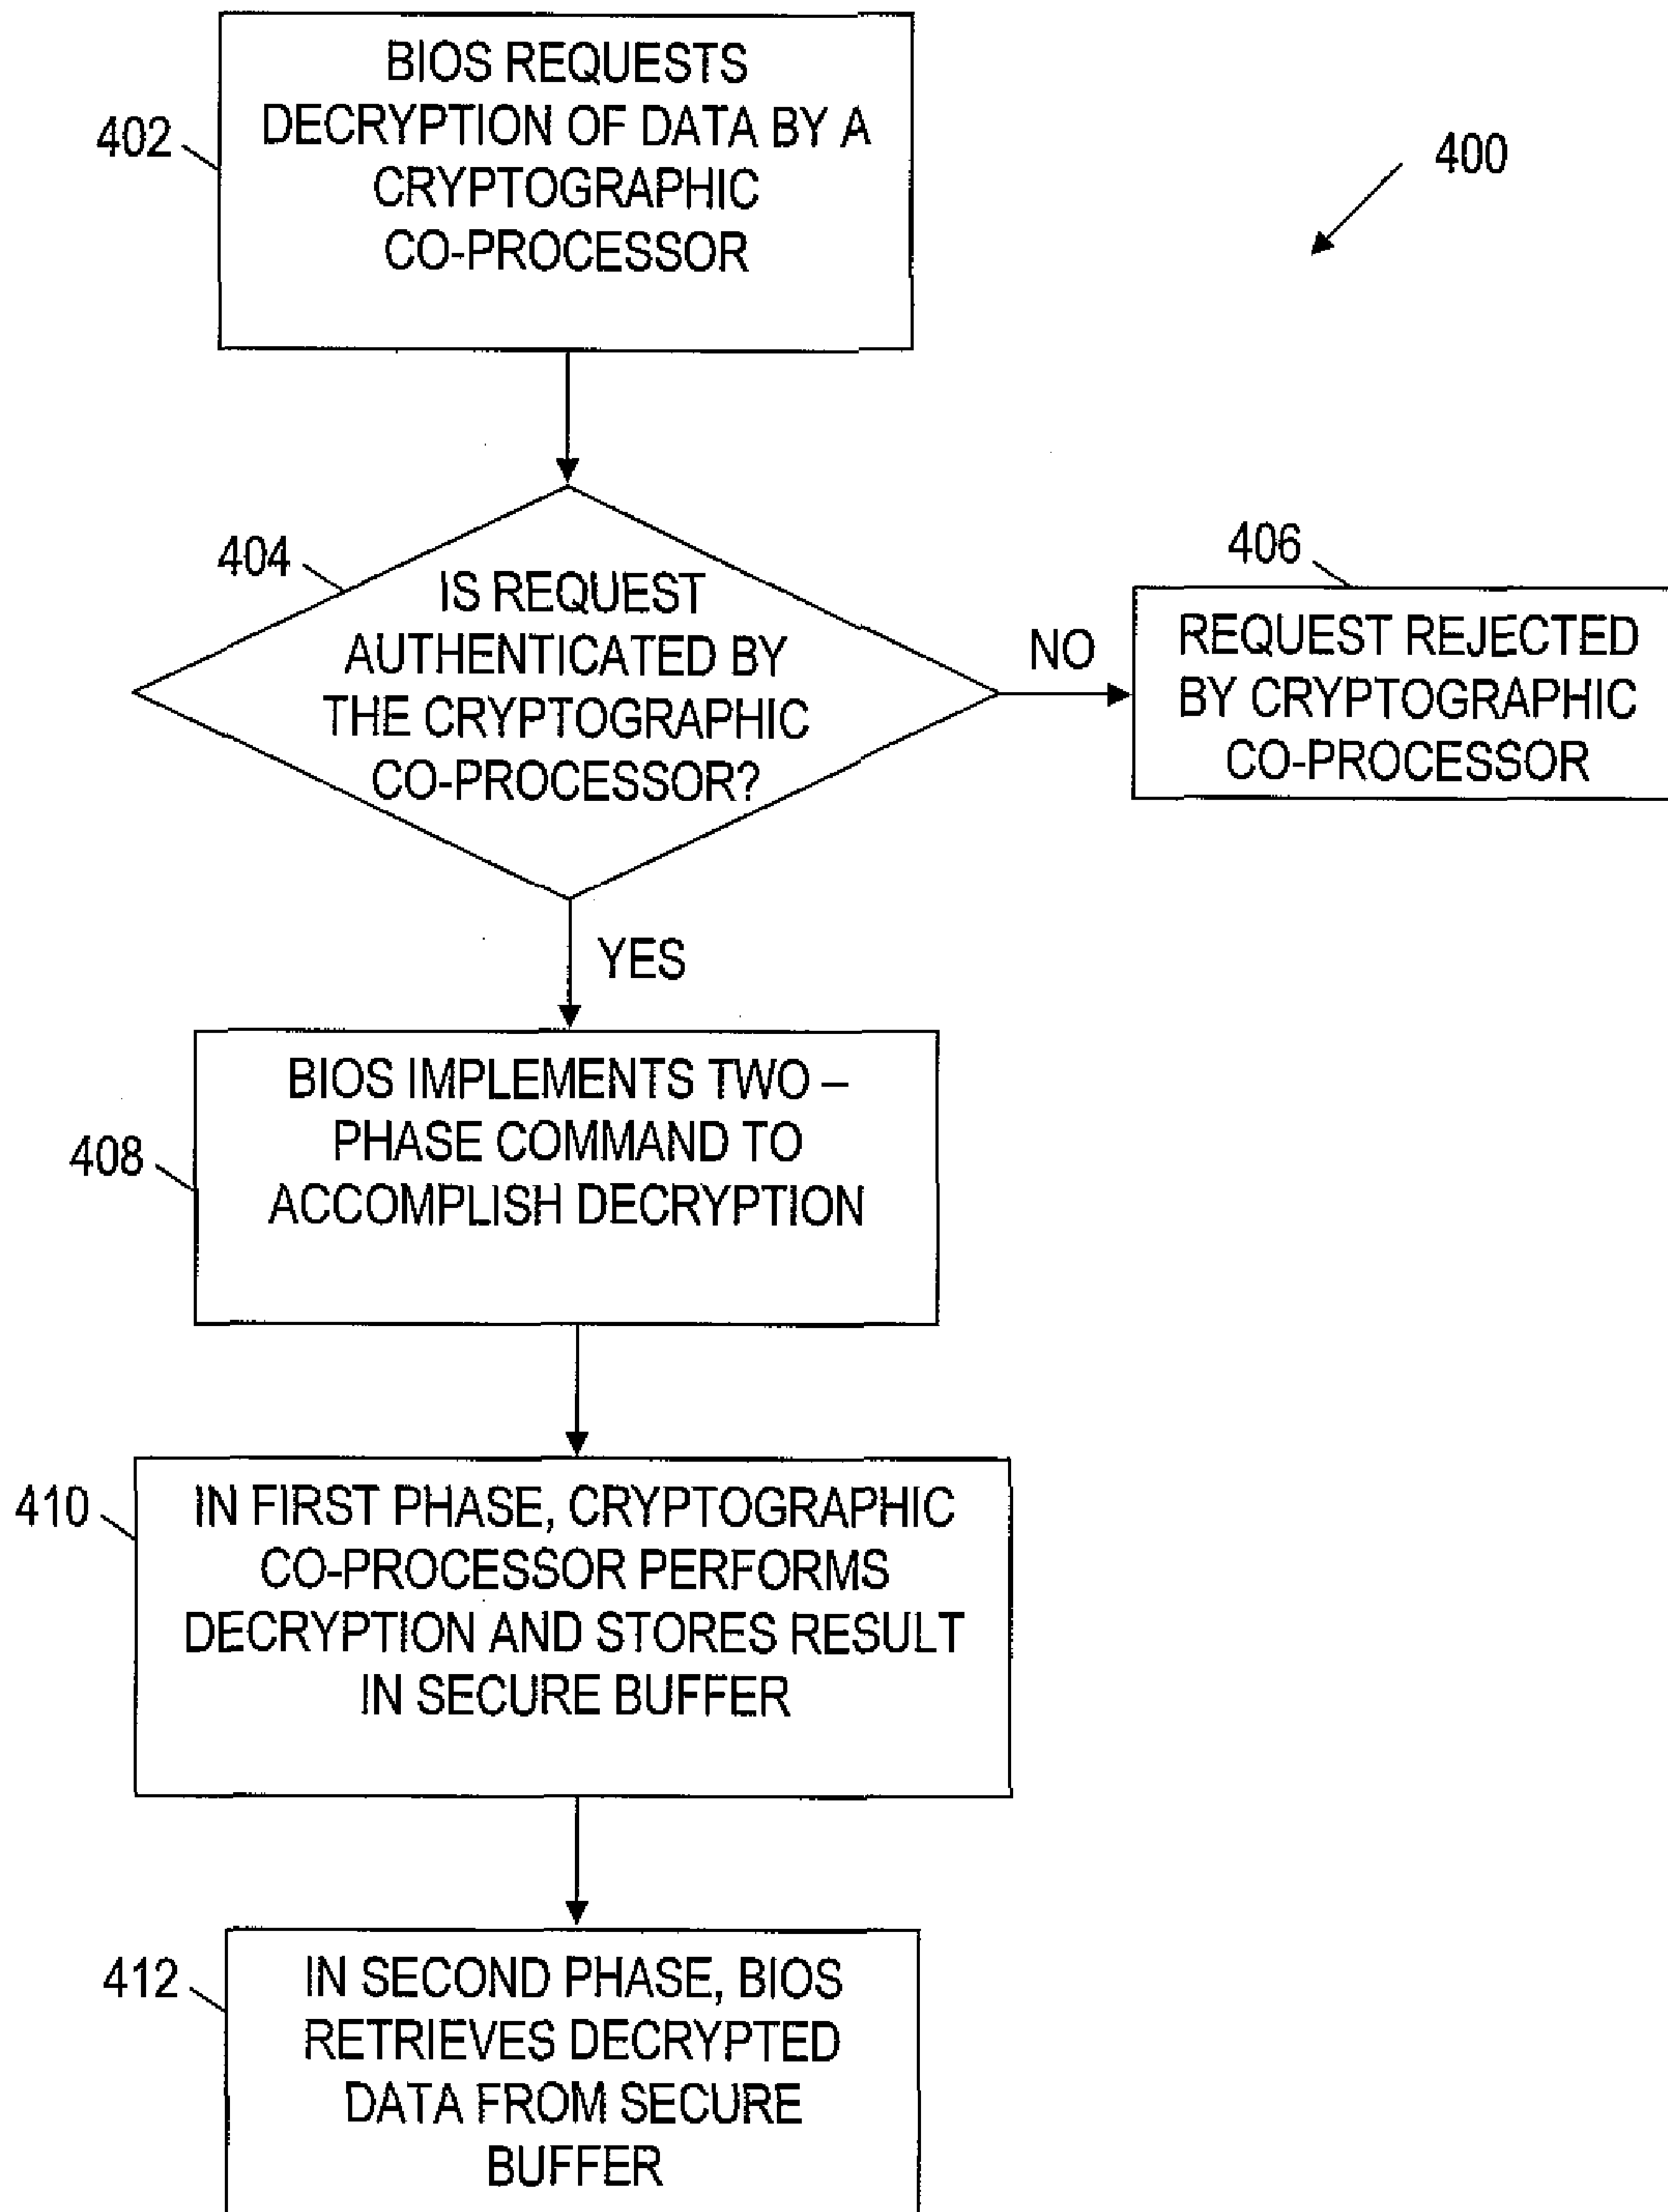 402
BIOS REQUESTS
DECRYPTION OF DATA BY A
CRYPTOGRAPHIC
CO-PROCESSOR
400
404
IS REQUEST
AUTHENTICATED BY
THE CRYPTOGRAPHIC
CO-PROCESSOR?
NO
406
REQUEST REJECTED
BY CRYPTOGRAPHIC
CO-PROCESSOR
YES
408
BIOS IMPLEMENTS TWO –
PHASE COMMAND TO
ACCOMPLISH DECRYPTION
410
IN FIRST PHASE, CRYPTOGRAPHIC
CO-PROCESSOR PERFORMS
DECRYPTION AND STORES RESULT
IN SECURE BUFFER
412
IN SECOND PHASE, BIOS
RETRIEVES DECRYPTED
DATA FROM SECURE
BUFFER